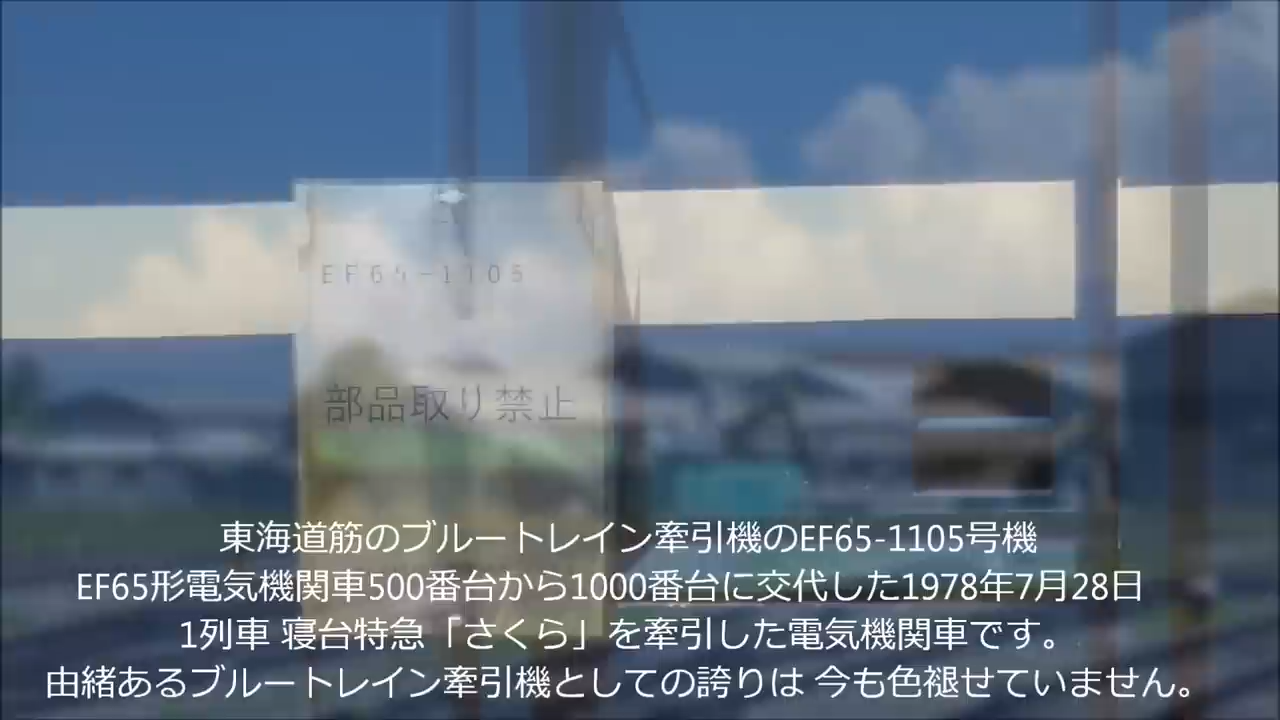 EF65-1105
部品取り禁止
東海道筋のブルートレイン牽引機のEF65-1105号機
EF65形電気機関車500番台から1000番台に交代した1978年7月28日
1列車 寝台特急「さくら」を牽引した電気機関車です。
由緒あるブルートレイン牽引機としての誇りは 今も色褪せていません。